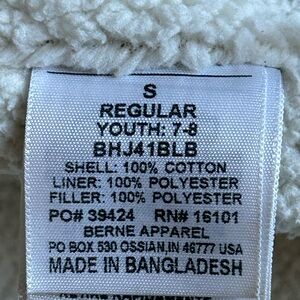 S
REGULAR
YOUTH: 7-8
BHJ41BLB
SHELL: 100% COTTON
LINER: 100% POLYESTER
FILLER: 100% POLYESTER
PO# 39424 RN# 16101
BERNE APPAREL
PO BOX 530 OSSIAN, IN 46777 USA
MADE IN BANGLADESH